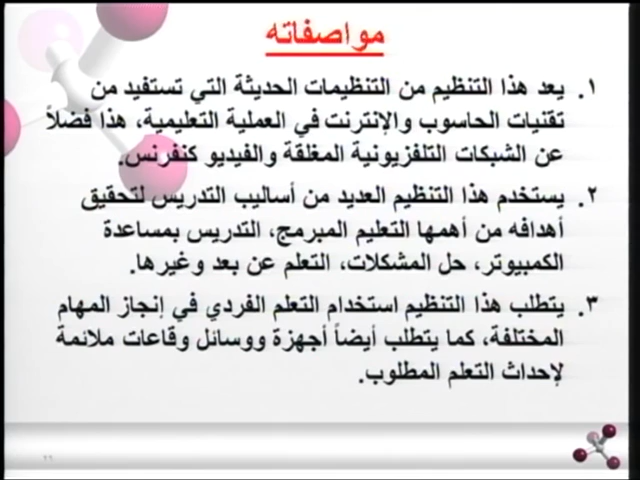 مواصفاته
١. يعد هذا التنظيم من التنظيمات الحديثة التي تستفيد من
تقنيات الحاسوب والإنترنت في العملية التعليمية، هذا فضلاً
عن الشبكات التلفزيونية المغلقة والفيديو كنفرنس.
٢. يستخدم هذا التنظيم العديد من أساليب التدريس لتحقيق
أهدافه من أهمها التعليم المبرمج، التدريس بمساعدة
الكمبيوتر، حل المشكلات، التعلم عن بعد وغيرها.
٣. يتطلب هذا التنظيم استخدام التعلم الفردي في إنجاز المهام
المختلفة، كما يتطلب أيضاً أجهزة ووسائل وقاعات ملائمة
لإحداث التعلم المطلوب.